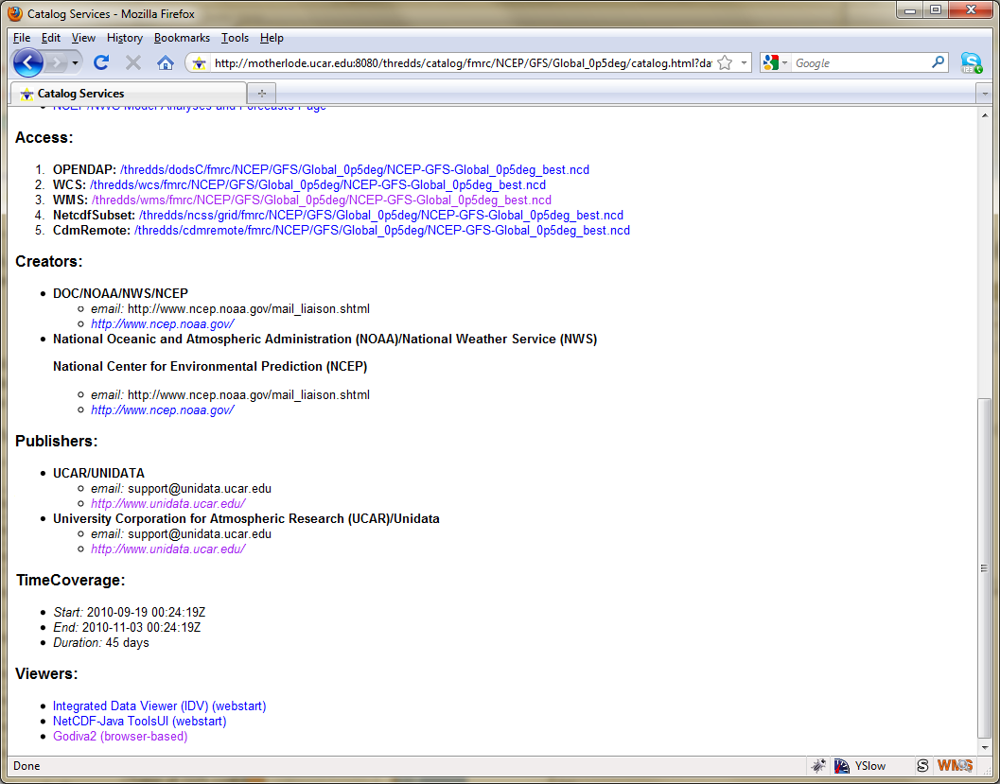 Catalog Services - Mozilla Firefox
File Edit View History Bookmarks Tools Help
http://motherlode.ucar.edu:8080/thredds/catalog/fmrc/NCEP/GFS/Global_0p5deg/catalog.html?da
Google
Catalog Services
NCEP/NWS Model Analyses and Forecasts Page
Access:
1. OPENDAP: /thredds/dodsC/fmrc/NCEP/GFS/Global_0p5deg/NCEP-GFS-Global_0p5deg_best.ncd
2. WCS: /thredds/wcs/fmrc/NCEP/GFS/Global_0p5deg/NCEP-GFS-Global_0p5deg_best.ncd
3. WMS: /thredds/wms/fmrc/NCEP/GFS/Global_0p5deg/NCEP-GFS-Global_0p5deg_best.ncd
4. NetcdfSubset: /thredds/ncss/grid/fmrc/NCEP/GFS/Global_0p5deg/NCEP-GFS-Global_0p5deg_best.ncd
5. CdmRemote: /thredds/cdmremote/fmrc/NCEP/GFS/Global_0p5deg/NCEP-GFS-Global_0p5deg_best.ncd
Creators:
DOC/NOAA/NWS/NCEP
email: http://www.ncep.noaa.gov/mail_liaison.shtml
http://www.ncep.noaa.gov/
National Oceanic and Atmospheric Administration (NOAA)/National Weather Service (NWS)
National Center for Environmental Prediction (NCEP)
email: http://www.ncep.noaa.gov/mail_liaison.shtml
http://www.ncep.noaa.gov/
Publishers:
UCAR/UNIDATA
email: support@unidata.ucar.edu
http://www.unidata.ucar.edu/
University Corporation for Atmospheric Research (UCAR)/Unidata
email: support@unidata.ucar.edu
http://www.unidata.ucar.edu/
TimeCoverage:
Start: 2010-09-19 00:24:19Z
End: 2010-11-03 00:24:19Z
Duration: 45 days
Viewers:
Integrated Data Viewer (IDV) (webstart)
NetCDF-Java ToolsUI (webstart)
Godiva2 (browser-based)
Done
YSlow
S
WMS